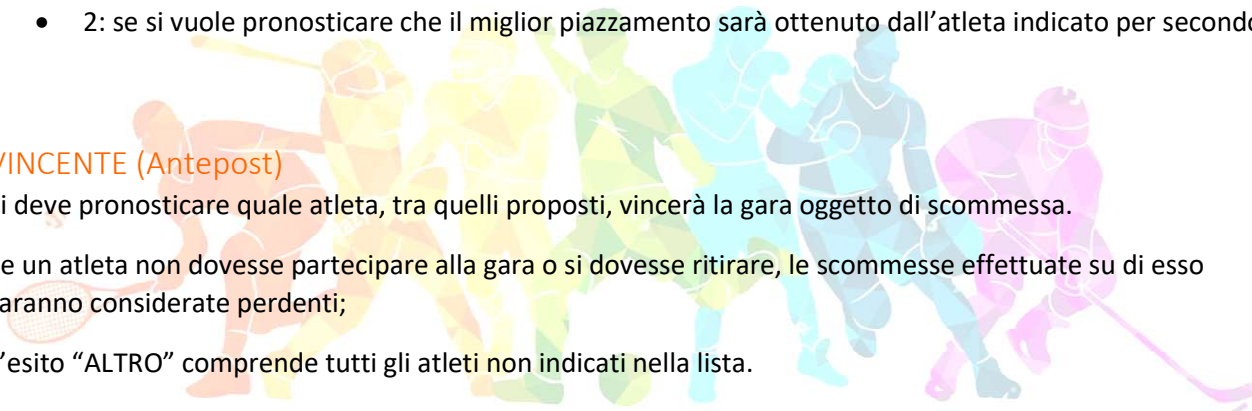 • 2: se si vuole pronosticare che il miglior piazzamento sarà ottenuto dall’atleta indicato per secondo
VINCENTE (Antepost)
i deve pronosticare quale atleta, tra quelli proposti, vincerà la gara oggetto di scommessa.
e un atleta non dovesse partecipare alla gara o si dovesse ritirare, le scommesse effettuate su di esso
aranno considerate perdenti;
’esito “ALTRO” comprende tutti gli atleti non indicati nella lista.